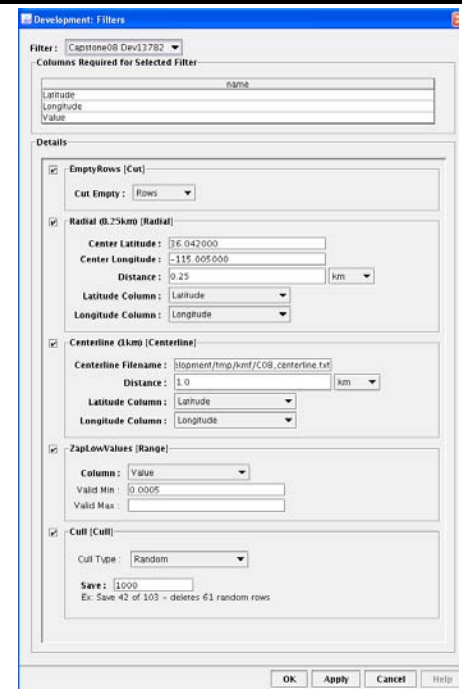 Development: Filters
Filter : Capstone08 Dev13782
Columns Required for Selected Filter
name
Latitude
Longitude
Value
Details
EmptyRows [Cut]
Cut Empty : Rows
Radial (0.25km) [Radial]
Center Latitude : 36.042000
Center Longitude : -115.005000
Distance : 0.25 km
Latitude Column : Latitude
Longitude Column : Longitude
Centerline (1km) [Centerline]
Centerline Filename : elopment/tmp/kmf/C08_centerline.txt
Distance : 1.0 km
Latitude Column : Latitude
Longitude Column : Longitude
ZapLowValues [Range]
Column : Value
Valid Min : 0.0005
Valid Max :
Cull [Cull]
Cull Type : Random
Save : 1000
Ex: Save 42 of 103 - deletes 61 random rows
OK Apply Cancel Help